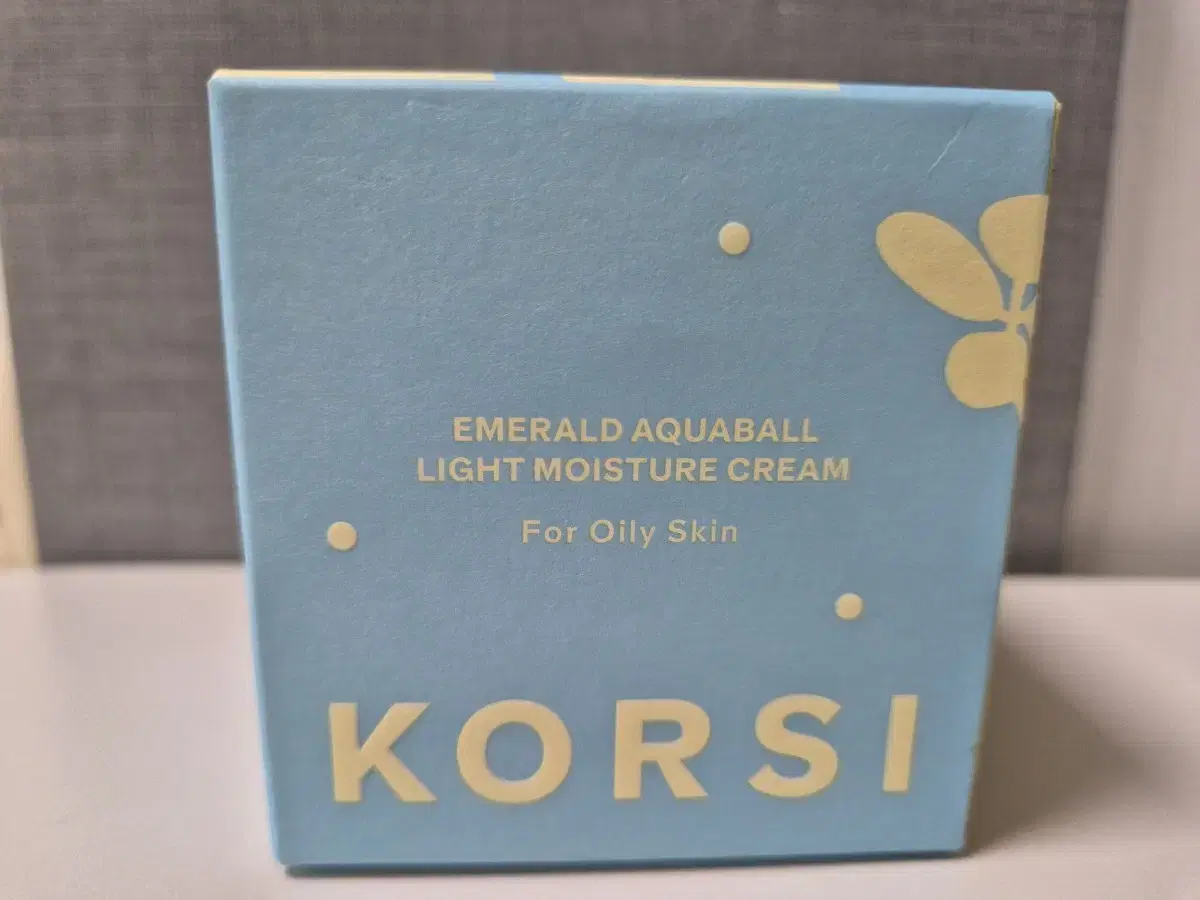 EMERALD AQUABALL
LIGHT MOISTURE CREAM
For Oily Skin
KORSI